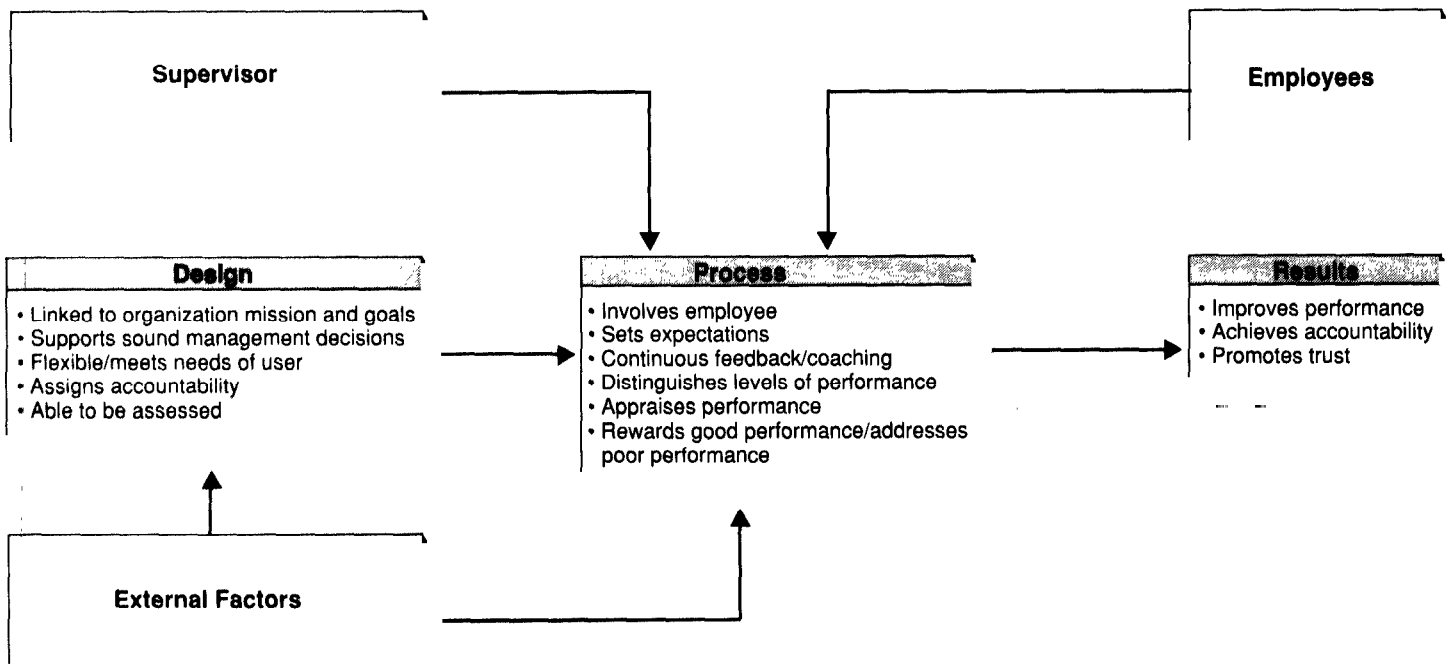 Supervisor
Employees
Design
• Linked to organization mission and goals
• Supports sound management decisions
• Flexible/meets needs of user
• Assigns accountability
• Able to be assessed
Process
• Involves employee
• Sets expectations
• Continuous feedback/coaching
• Distinguishes levels of performance
• Appraises performance
• Rewards good performance/addresses
poor performance
Results
• Improves performance
• Achieves accountability
• Promotes trust
External Factors